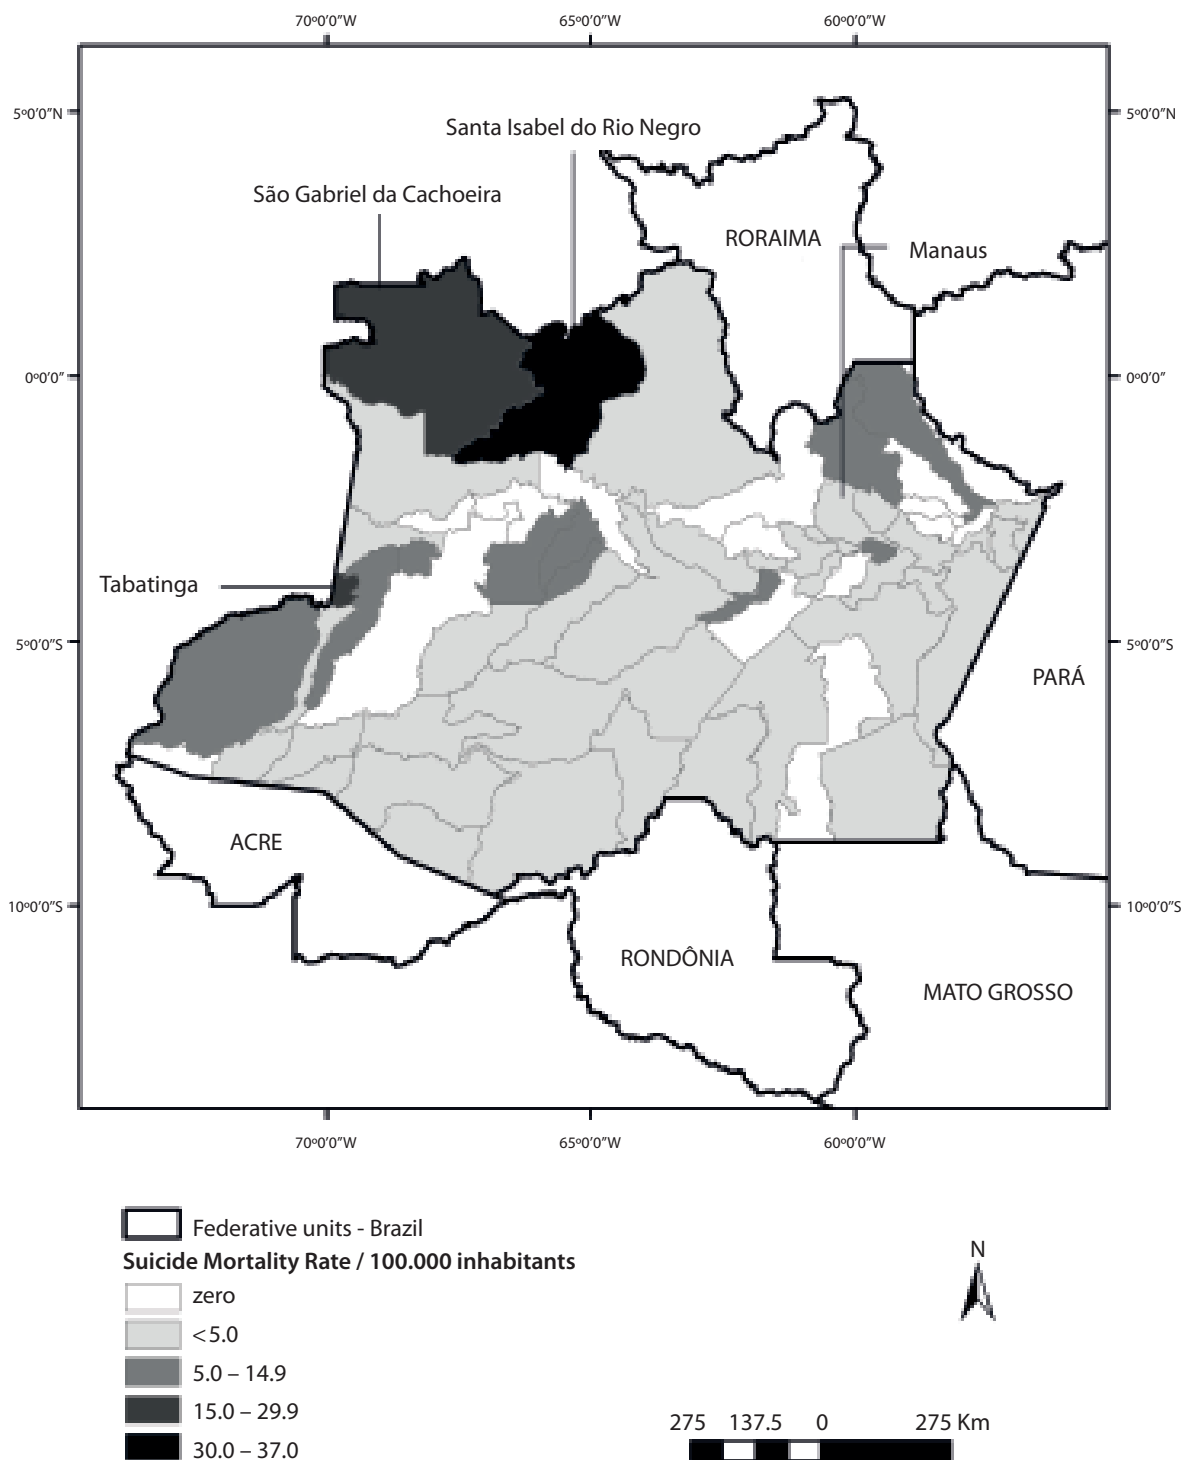 70º0'0"W 65º0'0"W 60º0'0"W
5º0'0"N 5º0'0"N
Santa Isabel do Rio Negro
São Gabriel da Cachoeira
RORAIMA
Manaus
0º0'0" 0º0'0"
Tabatinga
5º0'0"S 5º0'0"S
PARÁ
ACRE
10º0'0"S 10º0'0"S
RONDÔNIA
MATO GROSSO
70º0'0"W 65º0'0"W 60º0'0"W
Federative units - Brazil
Suicide Mortality Rate / 100.000 inhabitants
N
zero
<5.0
5.0 – 14.9
15.0 – 29.9
30.0 – 37.0
275 137.5 0 275 Km